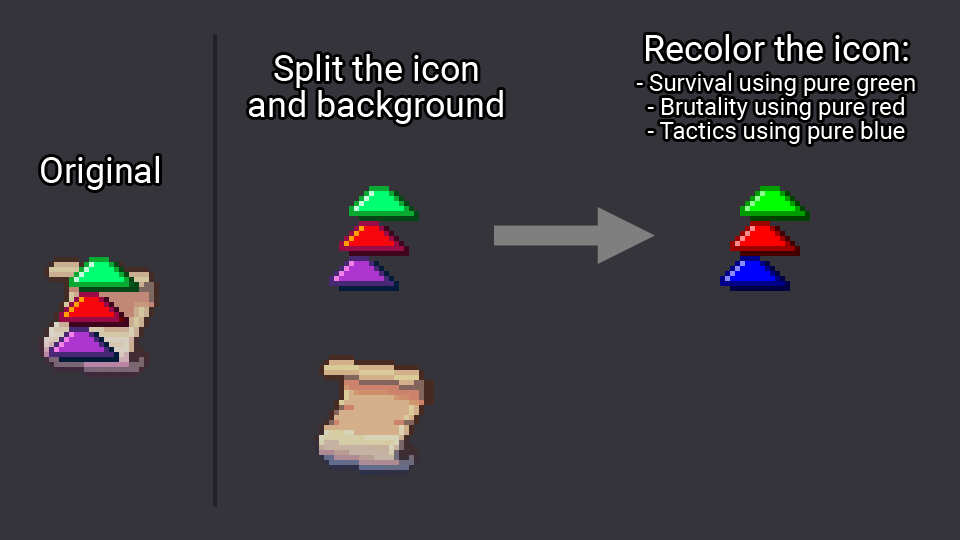 Original
Split the icon
and background
Recolor the icon:
- Survival using pure green
- Brutality using pure red
- Tactics using pure blue